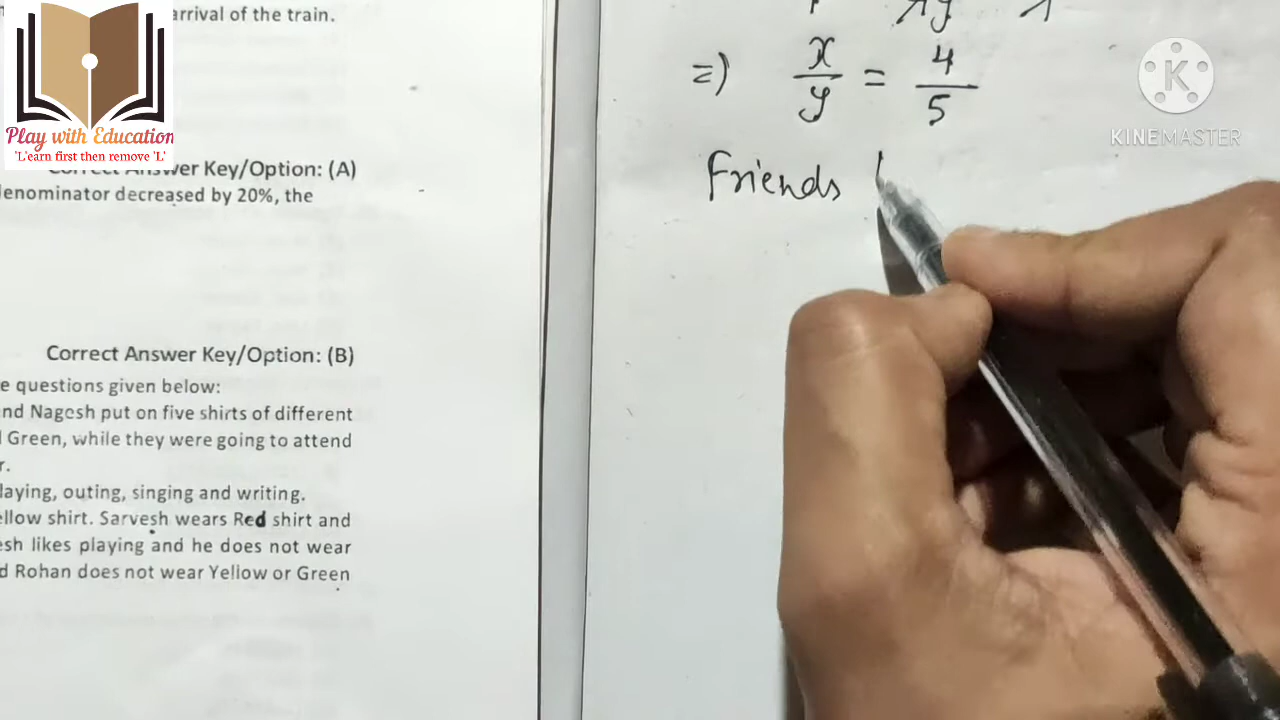 arrival of the train.
Play with Education
'L'earn first then remove 'L'
Correct Answer Key/Option: (A)
denominator decreased by 20%, the
Correct Answer Key/Option: (B)
e questions given below:
nd Nagesh put on five shirts of different
d Green, while they were going to attend
r.
laying, outing, singing and writing.
ellow shirt. Sarvesh wears Red shirt and
esh likes playing and he does not wear
d Rohan does not wear Yellow or Green
=) x/y = 4/5
Friends
K
KINEMASTER